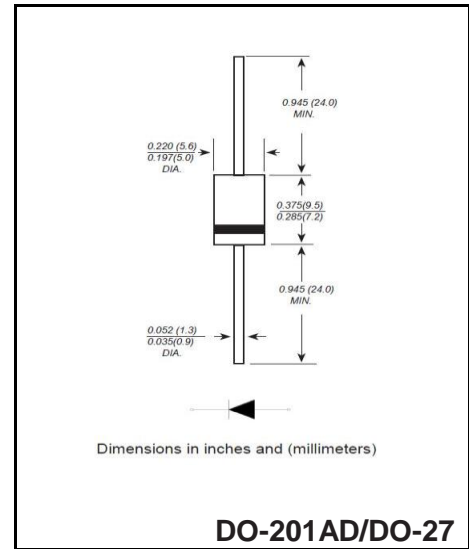 0.945 (24.0)
MIN.
0.220 (5.6)
0.197(5.0)
DIA.
0.375(9.5)
0.285(7.2)
0.945 (24.0)
MIN.
0.052 (1.3)
0.035(0.9)
DIA.
Dimensions in inches and (millimeters)
DO-201AD/DO-27